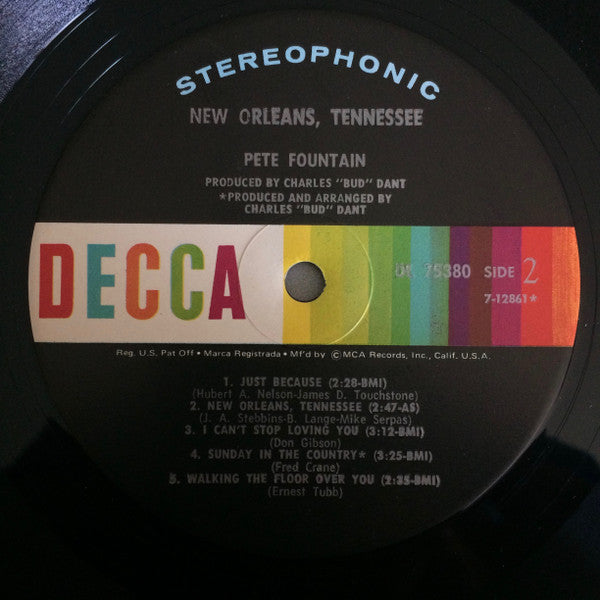 STEREOPHONIC
NEW ORLEANS, TENNESSEE
PETE FOUNTAIN
PRODUCED BY CHARLES "BUD" DANT
*PRODUCED AND ARRANGED BY
CHARLES "BUD" DANT
DECCA
DL 75380 SIDE 2
7-12861*
Reg. U.S. Pat Off • Marca Registrada • Mf'd by ©MCA Records, Inc., Calif. U.S.A.
1. JUST BECAUSE (2:28-BMI)
(Hubert A. Nelson-James D. Touchstone)
2. NEW ORLEANS, TENNESSEE (2:47-AS)
(J. A. Stebbins-B. Lange-Mike Serpas)
3. I CAN'T STOP LOVING YOU (3:12-BMI)
(Don Gibson)
4. SUNDAY IN THE COUNTRY* (3:25-BMI)
(Fred Crane)
5. WALKING THE FLOOR OVER YOU (2:35-BMI)
(Ernest Tubb)